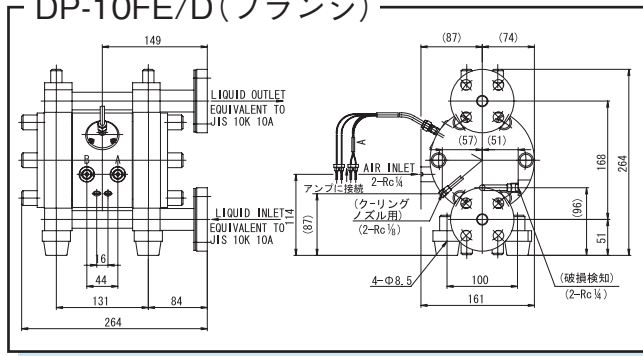 DP-10FE/D(フランジ)
149
(87)
(74)
LIQUID OUTLET
EQUIVALENT TO
JIS 10K 10A
A
(57)
(51)
AIR INLET
2-Rc¼
アンプに接続
B
A
168
264
114
(87)
(クーリング
ノズル用)
(2-Rc⅛)
(96)
51
LIQUID INLET
EQUIVALENT TO
JIS 10K 10A
16
44
131
84
264
4-Φ8.5
100
161
(破損検知)
(2-Rc¼)